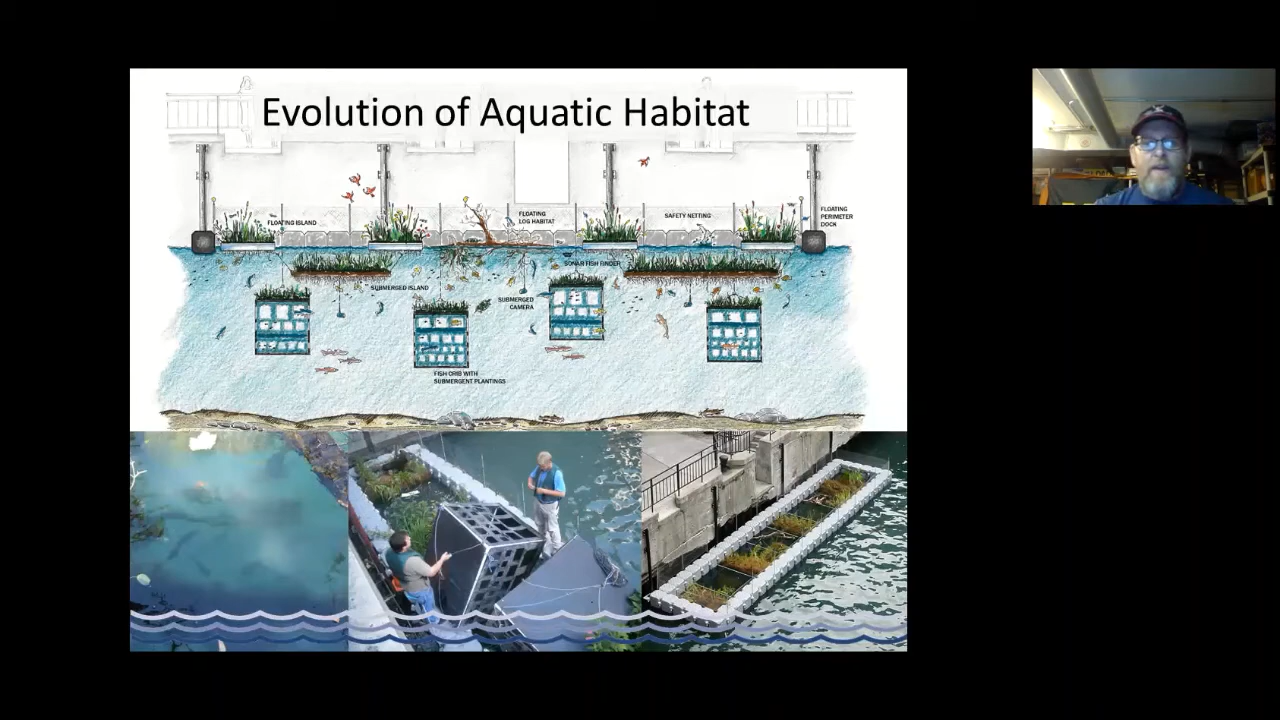 Evolution of Aquatic Habitat
FLOATING ISLAND
FLOATING
LOG HABITAT
SAFETY NETTING
FLOATING
PERIMETER
DOCK
SONAR FISH FINDER
SUBMERGED ISLAND
SUBMERGED
CAMERA
FISH CRIB WITH
SUBMERGENT PLANTINGS